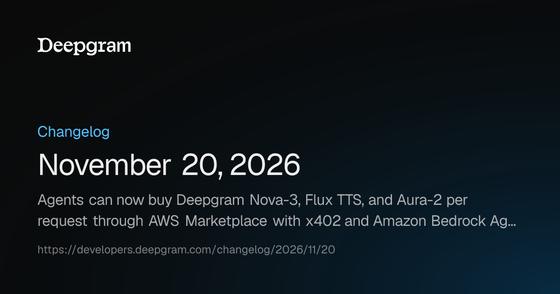 Deepgram
Changelog
November 20, 2026
Agents can now buy Deepgram Nova-3, Flux TTS, and Aura-2 per
request through AWS Marketplace with x402 and Amazon Bedrock Ag...
https://developers.deepgram.com/changelog/2026/11/20